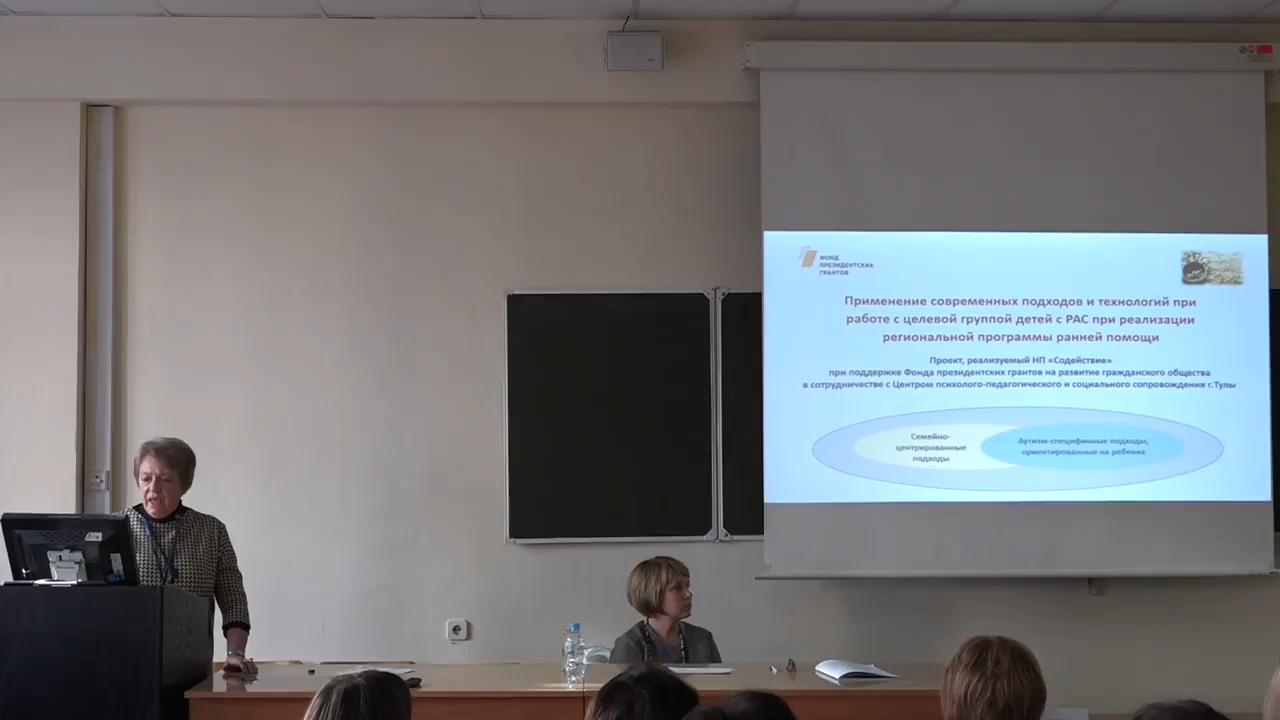 ФОНД
ПРЕЗИДЕНТСКИХ
ГРАНТОВ
Применение современных подходов и технологий при
работе с целевой группой детей с РАС при реализации
региональной программы ранней помощи
Проект, реализуемый НП «Содействие»
при поддержке Фонда президентских грантов на развитие гражданского общества
в сотрудничестве с Центром психолого-педагогического и социального сопровождения г.Тулы
Семейно-
центрированные
подходы
Аутизм-специфичные подходы,
ориентированные на ребенка